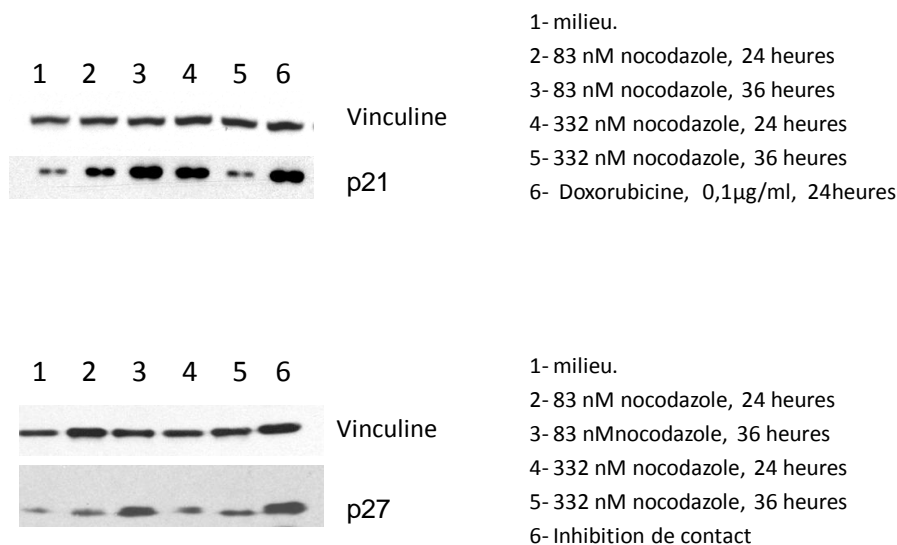 1 2 3 4 5 6
Vinculine
p21
1- milieu.
2- 83 nM nocodazole, 24 heures
3- 83 nM nocodazole, 36 heures
4- 332 nM nocodazole, 24 heures
5- 332 nM nocodazole, 36 heures
6- Doxorubicine, 0,1µg/ml, 24heures
1 2 3 4 5 6
Vinculine
p27
1- milieu.
2- 83 nM nocodazole, 24 heures
3- 83 nMnocodazole, 36 heures
4- 332 nM nocodazole, 24 heures
5- 332 nM nocodazole, 36 heures
6- Inhibition de contact